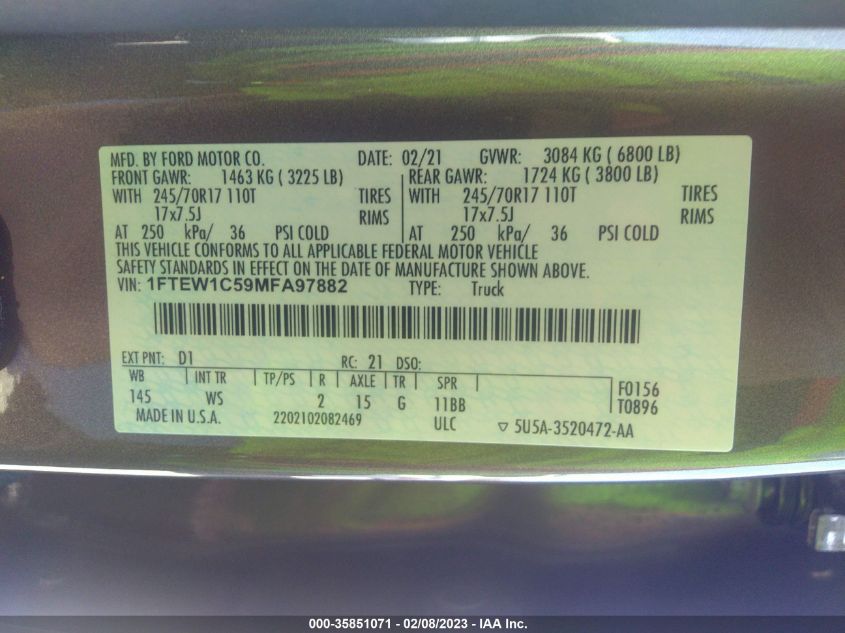 MFD. BY FORD MOTOR CO. DATE: 02/21 GVWR: 3084 KG ( 6800 LB)
FRONT GAWR: 1463 KG ( 3225 LB) REAR GAWR: 1724 KG ( 3800 LB)
WITH 245/70R17 110T TIRES WITH 245/70R17 110T TIRES
17x7.5J RIMS 17x7.5J RIMS
AT 250 kPa/ 36 PSI COLD AT 250 kPa/ 36 PSI COLD
THIS VEHICLE CONFORMS TO ALL APPLICABLE FEDERAL MOTOR VEHICLE
SAFETY STANDARDS IN EFFECT ON THE DATE OF MANUFACTURE SHOWN ABOVE.
VIN: 1FTEW1C59MFA97882 TYPE: Truck
EXT PNT: D1 RC: 21 DSO:
WB INT TR TP/PS R AXLE TR SPR F0156
145 WS 2 15 G 11BB T0896
MADE IN U.S.A. 2202102082469 ULC ▽ 5U5A-3520472-AA
000-35851071 - 02/08/2023 - IAA Inc.